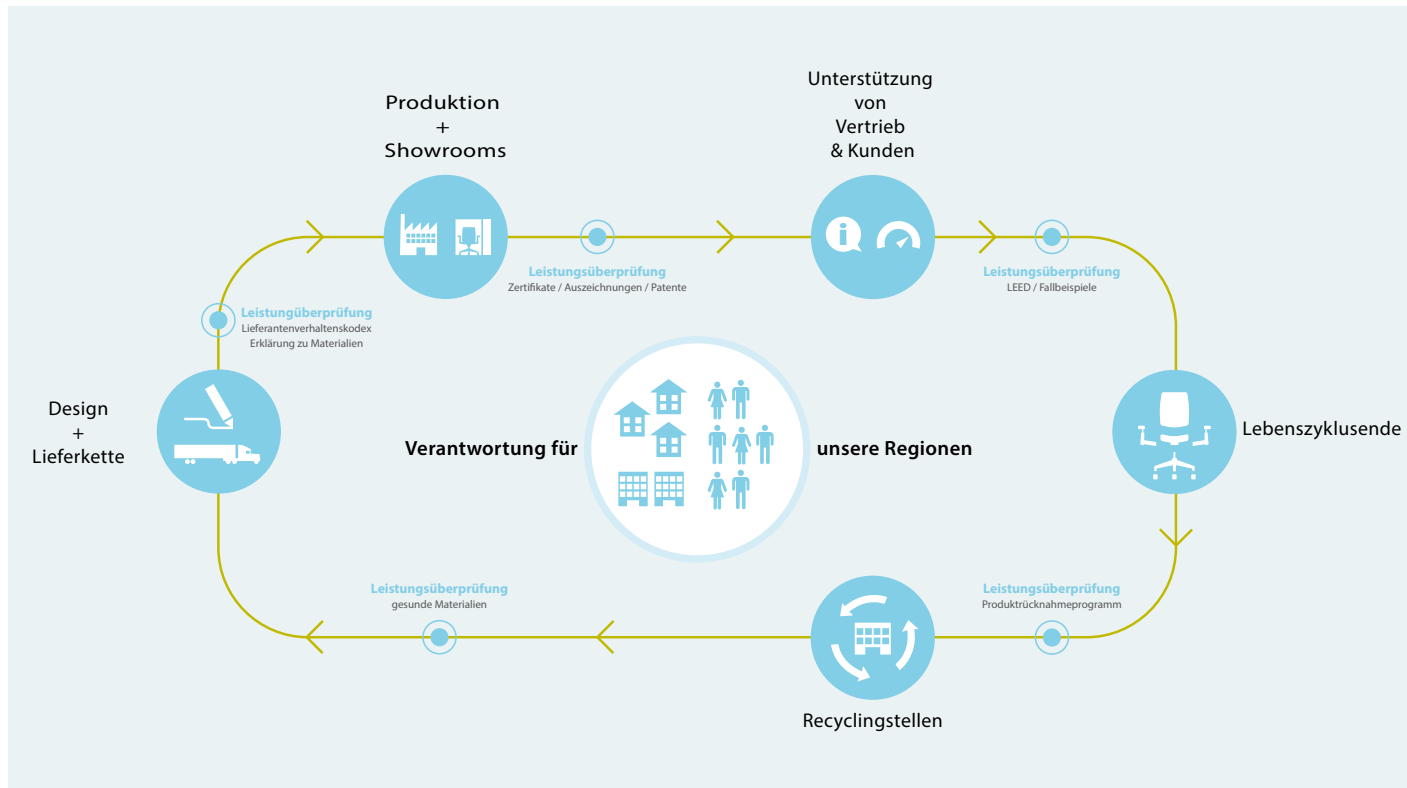 Produktion
+
Showrooms
Unterstützung
von
Vertrieb
& Kunden
Leistungsüberprüfung
Zertifikate / Auszeichnungen / Patente
Leistungsüberprüfung
LEED / Fallbeispiele
Leistungüberprüfung
Lieferantenverhaltenskodex
Erklärung zu Materialien
Design
+
Lieferkette
Verantwortung für
unsere Regionen
Lebenszyklusende
Leistungsüberprüfung
gesunde Materialien
Leistungsüberprüfung
Produktrücknahmeprogramm
Recyclingstellen